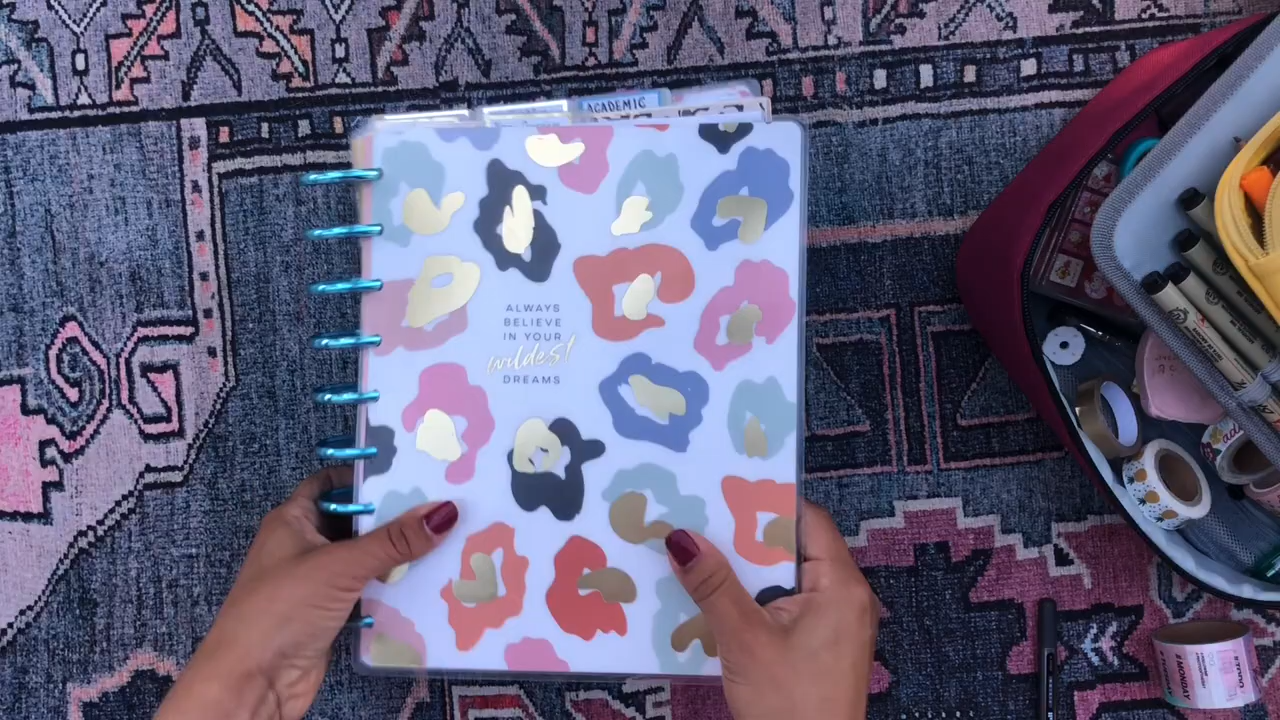 ACADEMIC
ALWAYS
BELIEVE
IN YOUR
wildest
DREAMS
#MONDAY